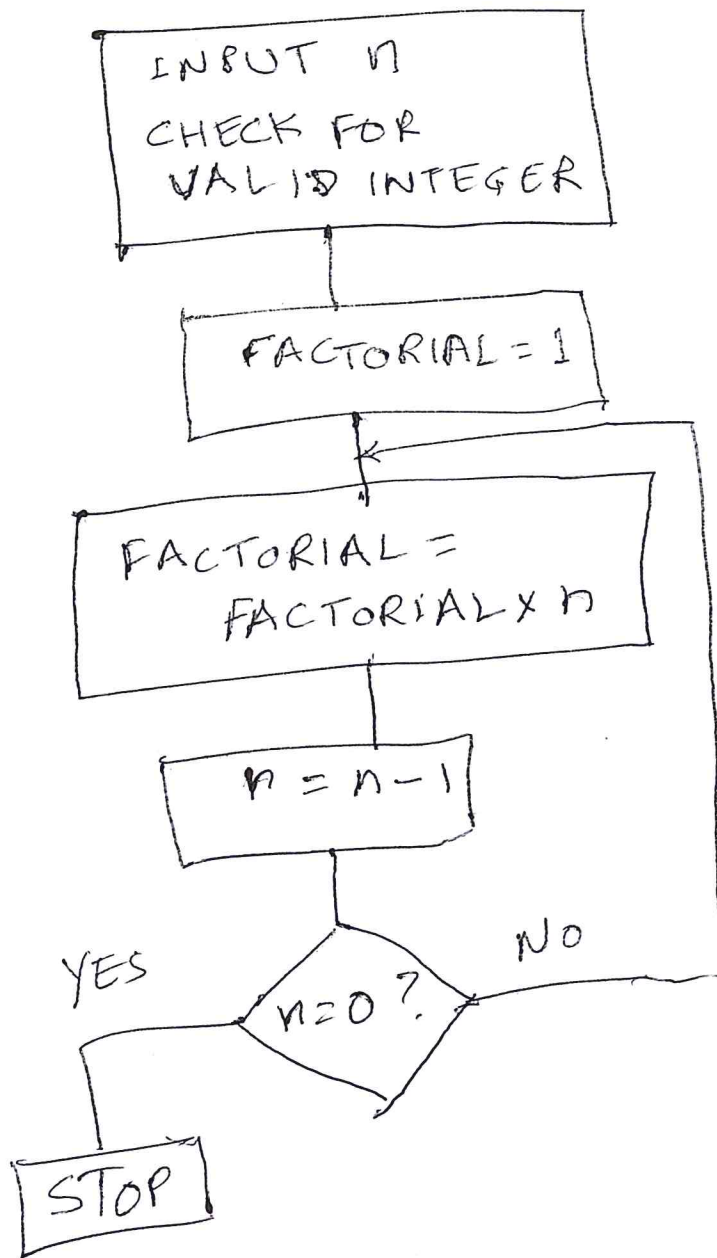 INPUT n
CHECK FOR
VALID INTEGER
FACTORIAL = 1
FACTORIAL =
FACTORIAL x n
n = n - 1
n = 0 ?
YES
NO
STOP